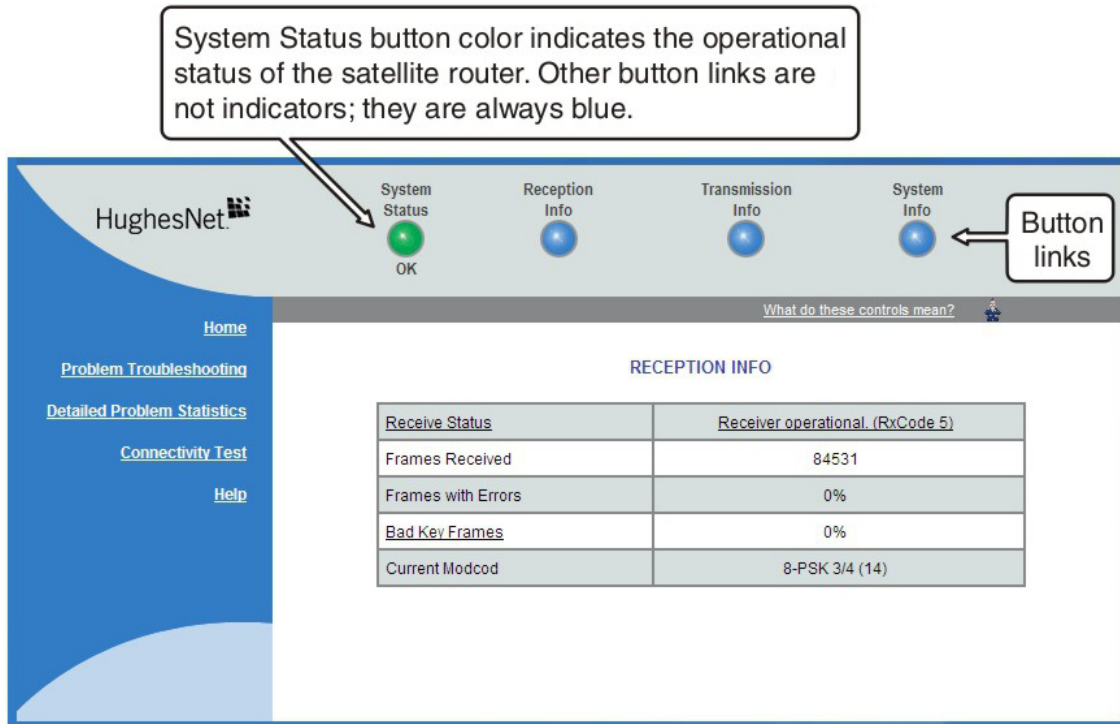 System Status button color indicates the operational
status of the satellite router. Other button links are
not indicators; they are always blue.
HughesNet.
System
Status
OK
Reception
Info
Transmission
Info
System
Info
Button
links
What do these controls mean?
Home
Problem Troubleshooting
Detailed Problem Statistics
Connectivity Test
Help
RECEPTION INFO
Receive Status Receiver operational. (RxCode 5)
Frames Received 84531
Frames with Errors 0%
Bad Key Frames 0%
Current Modcod 8-PSK 3/4 (14)